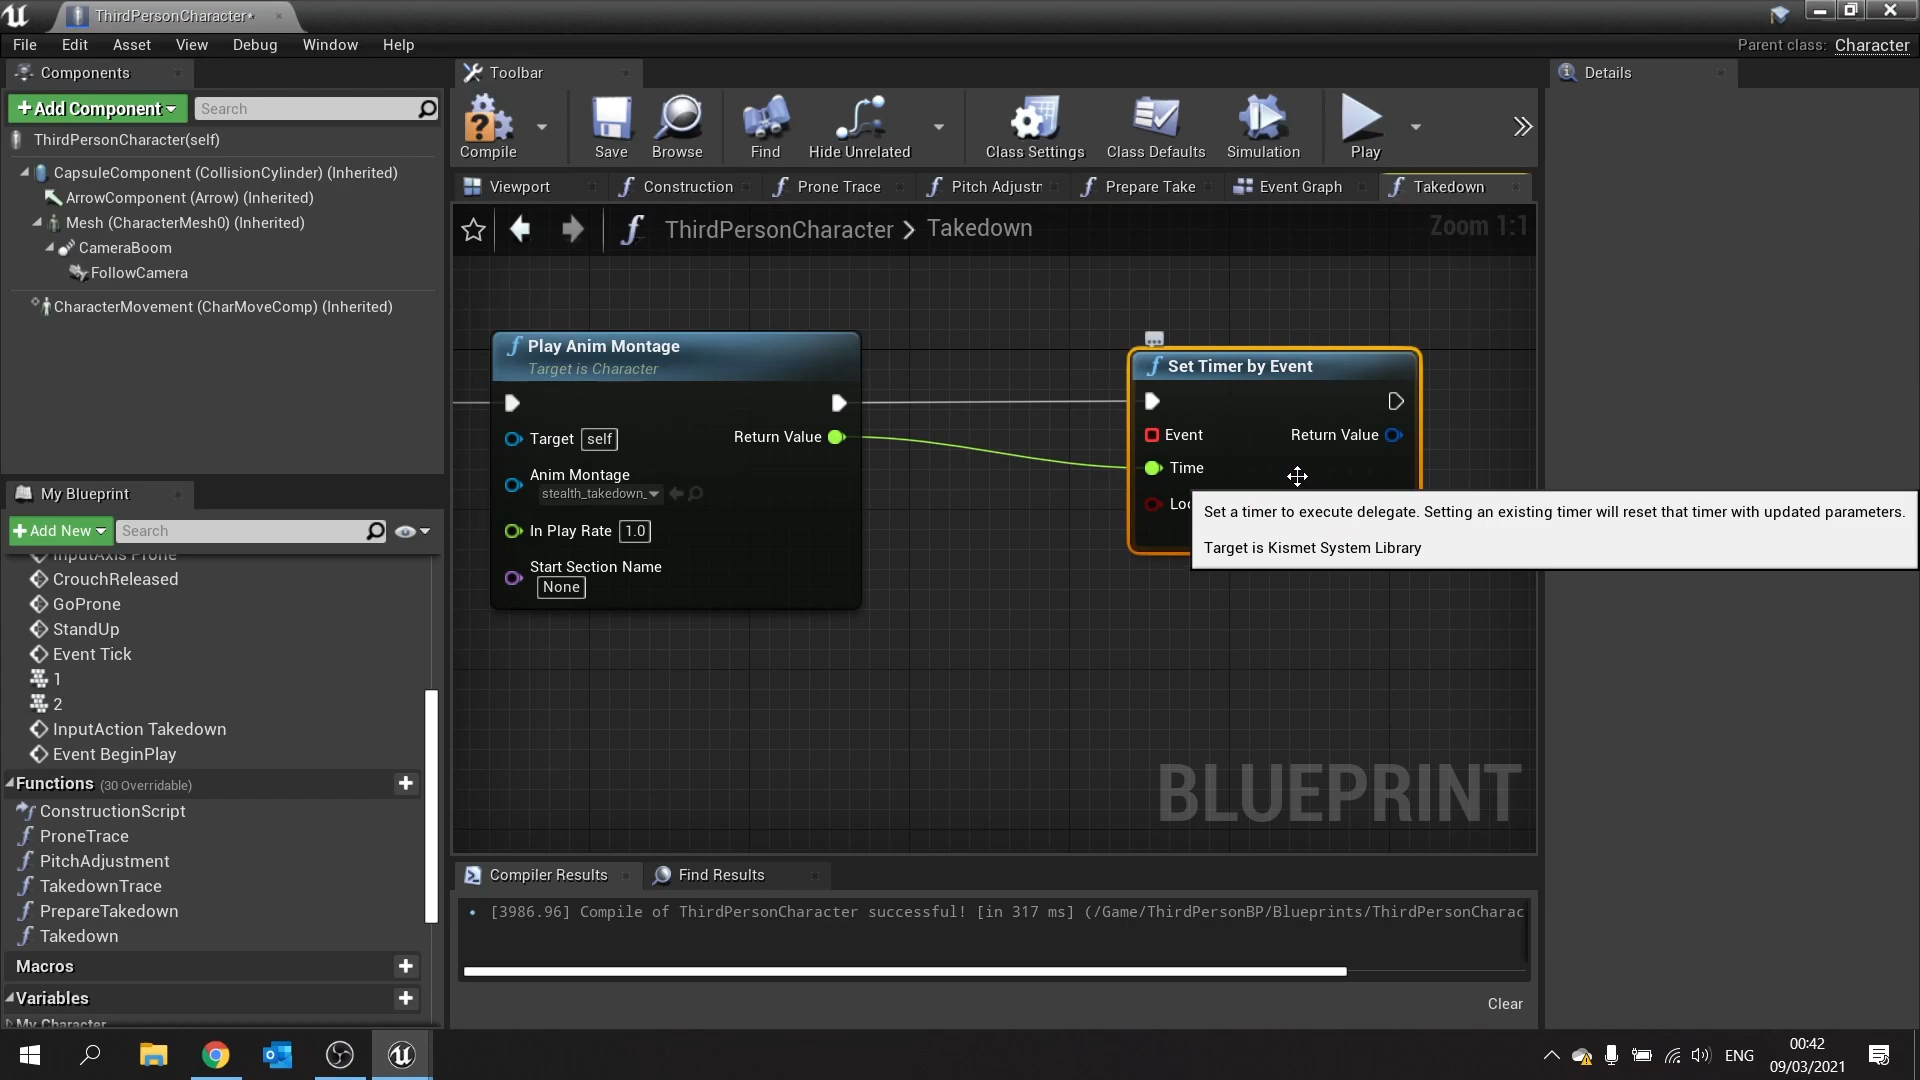 ThirdPersonCharacter*
File Edit Asset View Debug Window Help
Parent class: Character
Components
Toolbar
Details
+Add Component
Search
ThirdPersonCharacter(self)
CapsuleComponent (CollisionCylinder) (Inherited)
ArrowComponent (Arrow) (Inherited)
Mesh (CharacterMesh0) (Inherited)
CameraBoom
FollowCamera
CharacterMovement (CharMoveComp) (Inherited)
Compile
Save
Browse
Find
Hide Unrelated
Class Settings
Class Defaults
Simulation
Play
Viewport
Construction
Prone Trace
Pitch Adjustr
Prepare Take
Event Graph
Takedown
ThirdPersonCharacter > Takedown
Zoom 1:1
Play Anim Montage
Target is Character
Target self
Return Value
Anim Montage
stealth_takedown_
In Play Rate 1.0
Start Section Name
None
Set Timer by Event
Event
Return Value
Time
Loo
Set a timer to execute delegate. Setting an existing timer will reset that timer with updated parameters.
Target is Kismet System Library
BLUEPRINT
My Blueprint
+Add New
Search
InputAxis Prone
CrouchReleased
GoProne
StandUp
Event Tick
1
2
InputAction Takedown
Event BeginPlay
Functions (30 Overridable)
ConstructionScript
ProneTrace
PitchAdjustment
TakedownTrace
PrepareTakedown
Takedown
Macros
Variables
My Character
Compiler Results
Find Results
[3986.96] Compile of ThirdPersonCharacter successful! [in 317 ms] (/Game/ThirdPersonBP/Blueprints/ThirdPersonCharac
Clear
ENG
00:42
09/03/2021